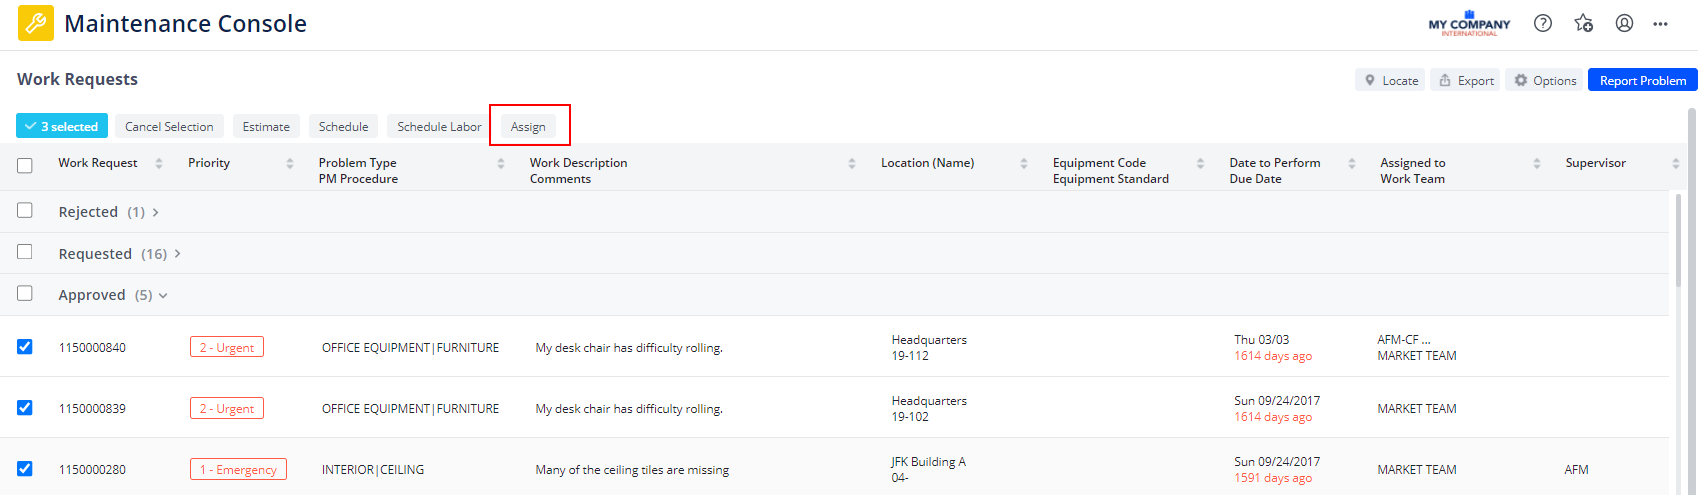 Maintenance Console
MY COMPANY
INTERNATIONAL
Work Requests
Locate Export Options Report Problem
3 selected Cancel Selection Estimate Schedule Schedule Labor Assign
Work Request Priority Problem Type Work Description Location (Name) Equipment Code Date to Perform Assigned to Supervisor
PM Procedure Comments Equipment Standard Due Date Work Team
Rejected (1)
Requested (16)
Approved (5)
Headquarters Thu 03/03 AFM-CF ...
1150000840 2 - Urgent OFFICE EQUIPMENT|FURNITURE My desk chair has difficulty rolling.
19-112 1614 days ago MARKET TEAM
Headquarters Sun 09/24/2017
1150000839 2 - Urgent OFFICE EQUIPMENT|FURNITURE My desk chair has difficulty rolling. MARKET TEAM
19-102 1614 days ago
JFK Building A Sun 09/24/2017
1150000280 1 - Emergency INTERIOR|CEILING Many of the ceiling tiles are missing MARKET TEAM AFM
04- 1591 days ago